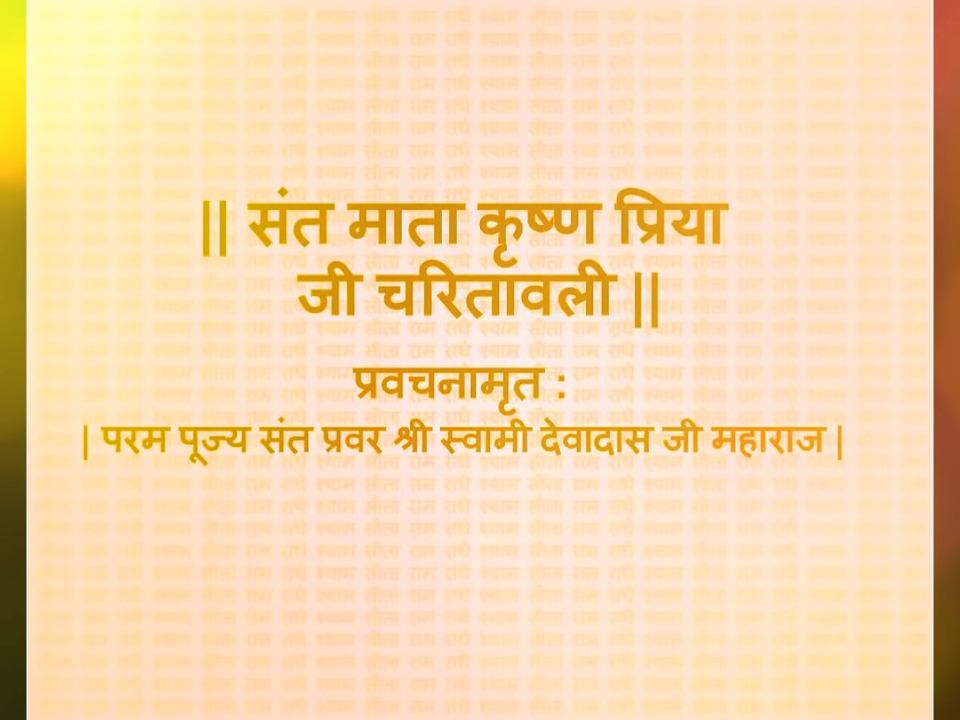 || संत माता कृष्ण प्रिया
जी चरितावली ||
प्रवचनामृत :
| परम पूज्य संत प्रवर श्री स्वामी देवादास जी महाराज |